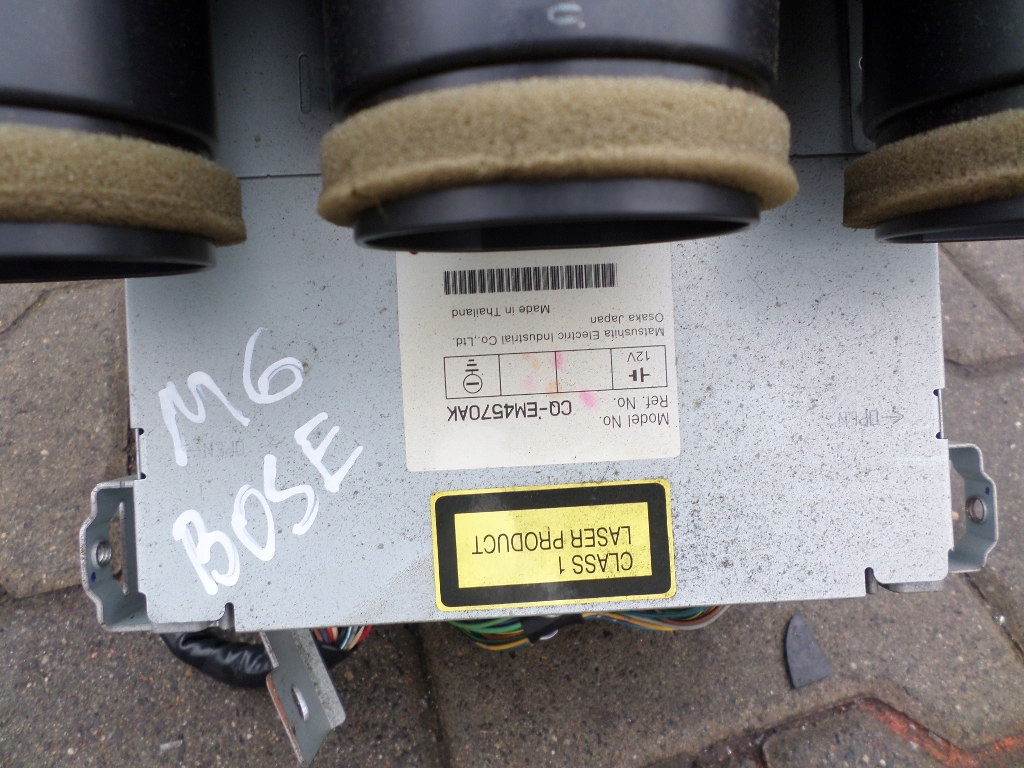 M6
BOSE
Model No.
Ref. No. CQ-EM4570AK
12V
Matsushita Electric Industrial Co.,Ltd.
Osaka Japan
Made in Thailand
CLASS 1
LASER PRODUCT
OPEN
OPEN